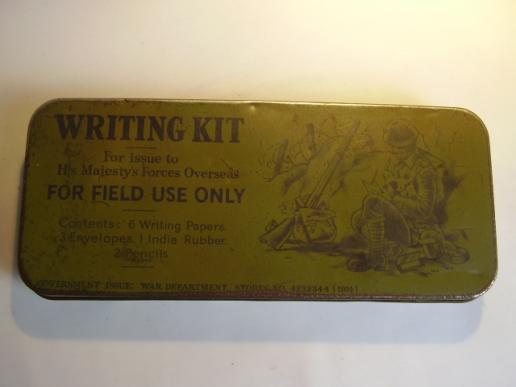 WRITING KIT
For issue to
His Majesty's Forces Overseas
FOR FIELD USE ONLY
Contents: 6 Writing Papers.
3 Envelopes. 1 India Rubber.
2 Pencils
GOVERNMENT ISSUE: WAR DEPARTMENT. STORES NO.